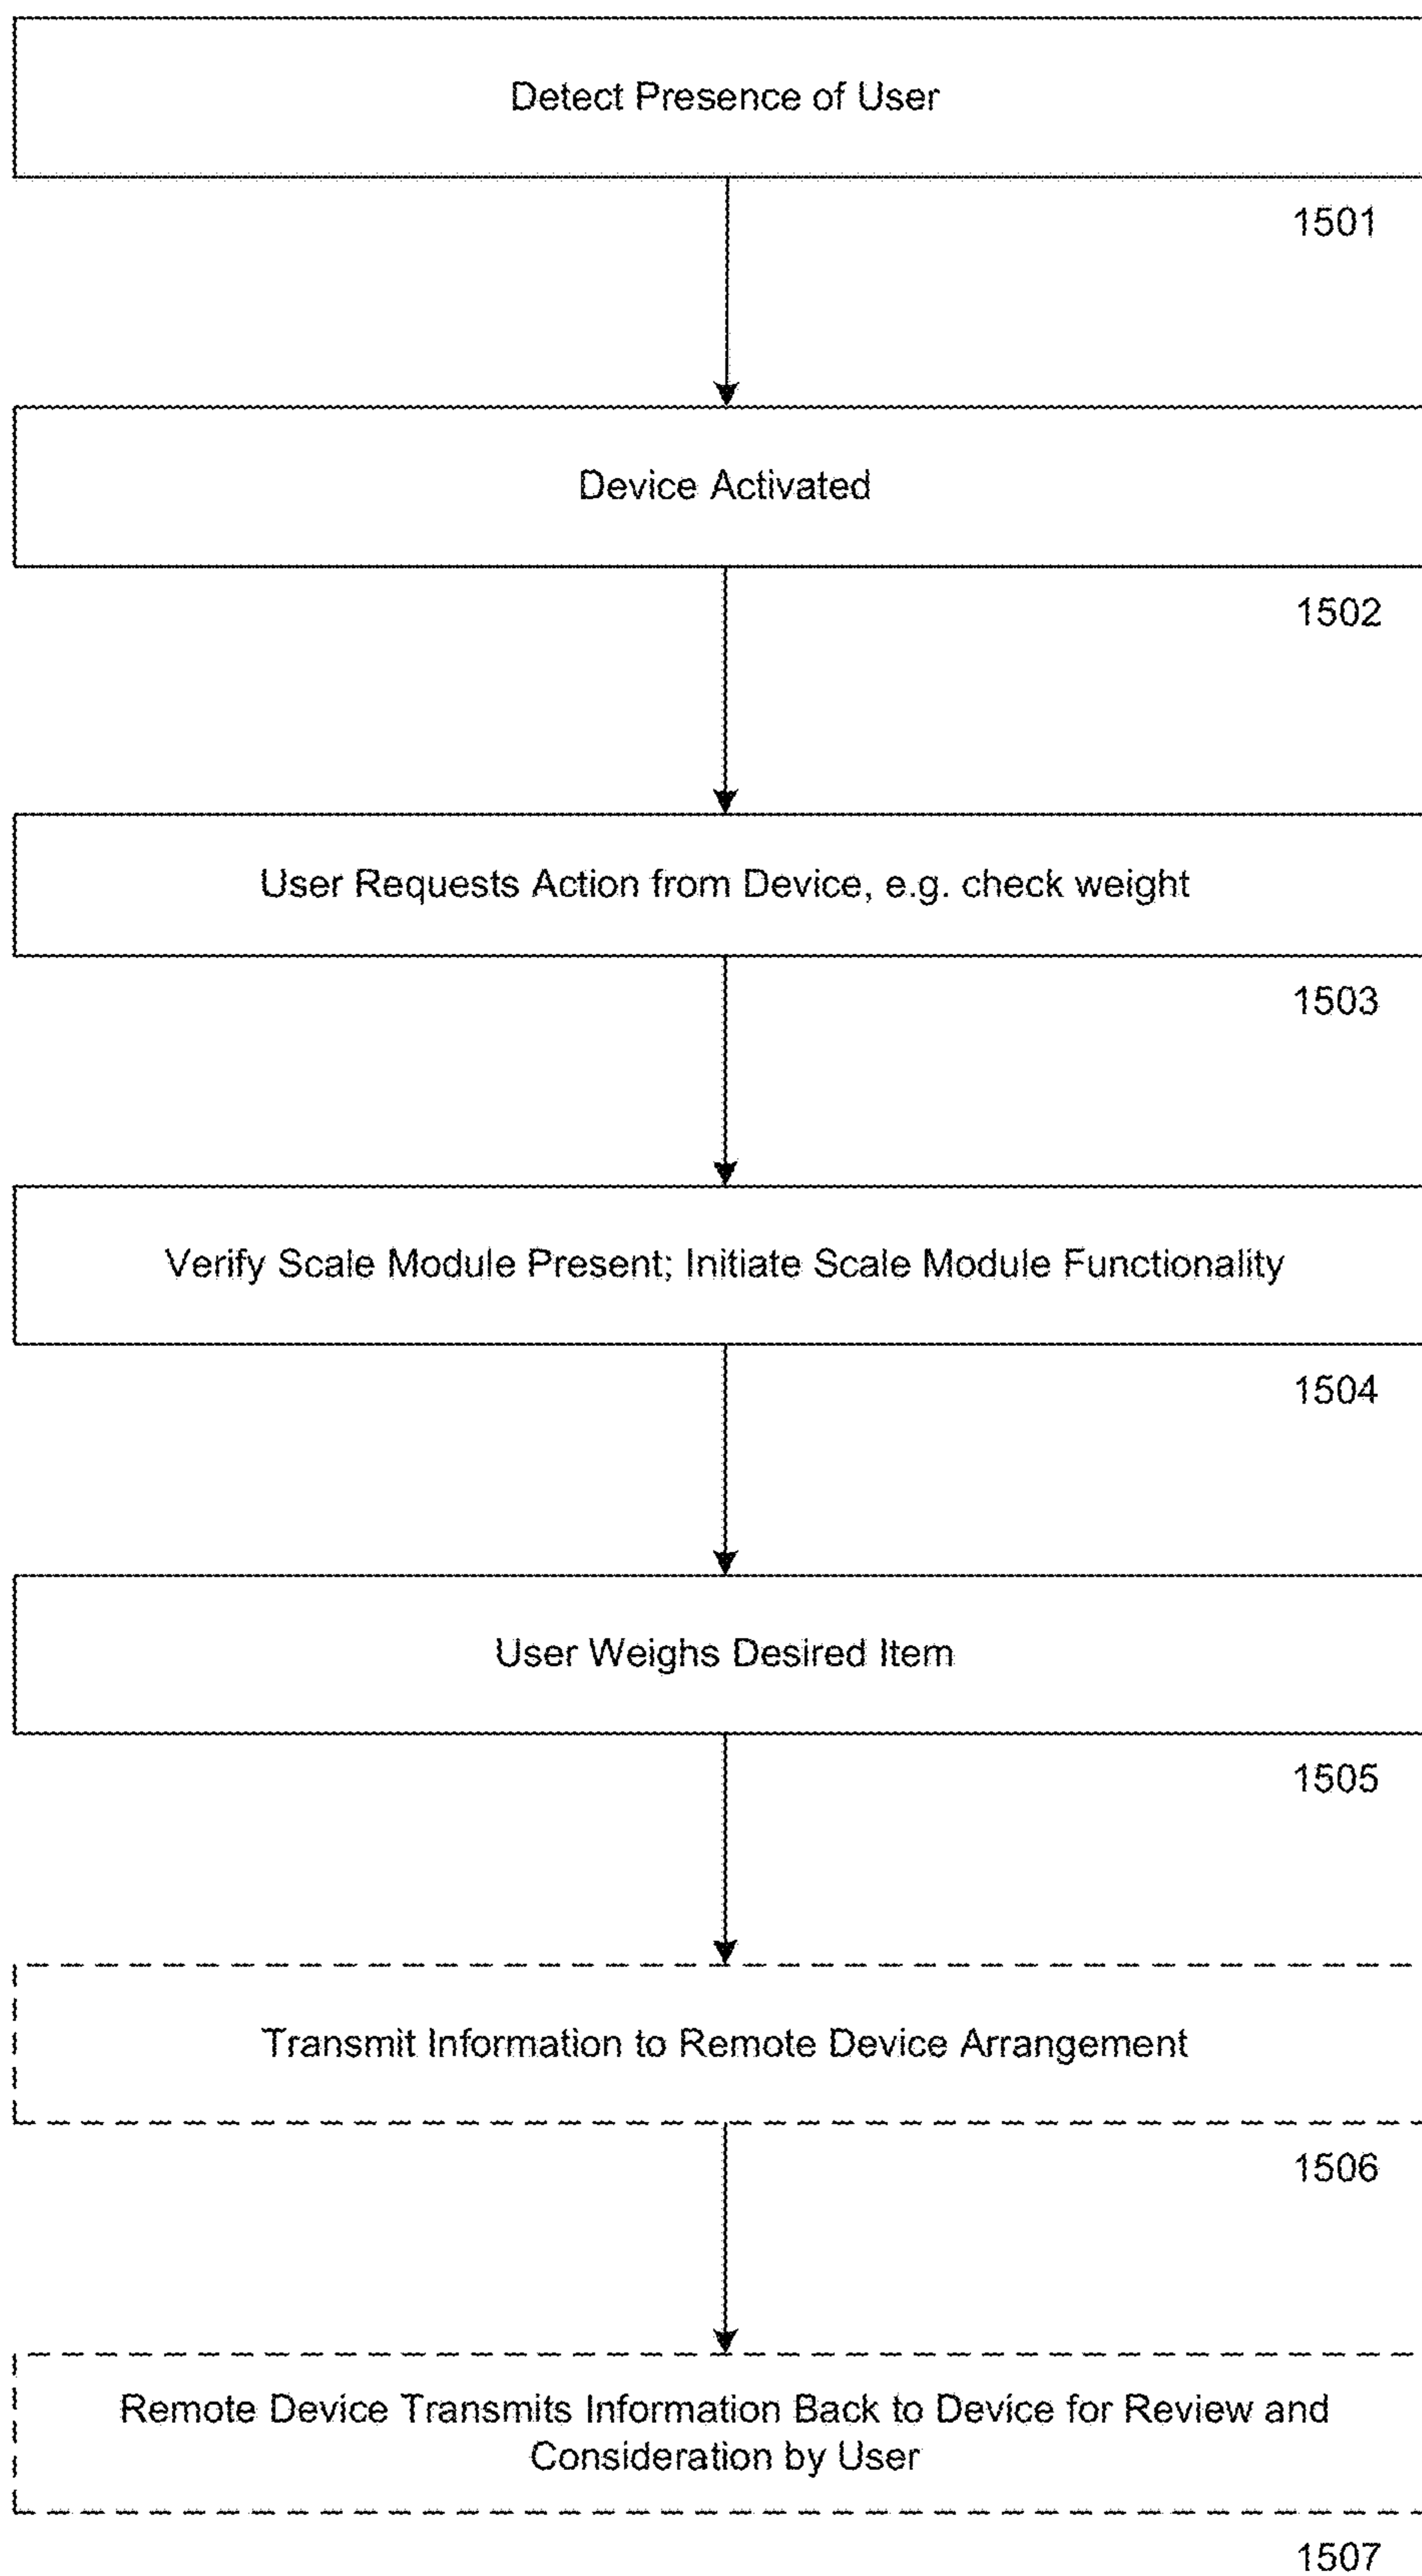 Detect Presence of User
1501
Device Activated
1502
User Requests Action from Device, e.g. check weight
1503
Verify Scale Module Present; Initiate Scale Module Functionality
1504
User Weighs Desired Item
1505
Transmit Information to Remote Device Arrangement
1506
Remote Device Transmits Information Back to Device for Review and
Consideration by User
1507